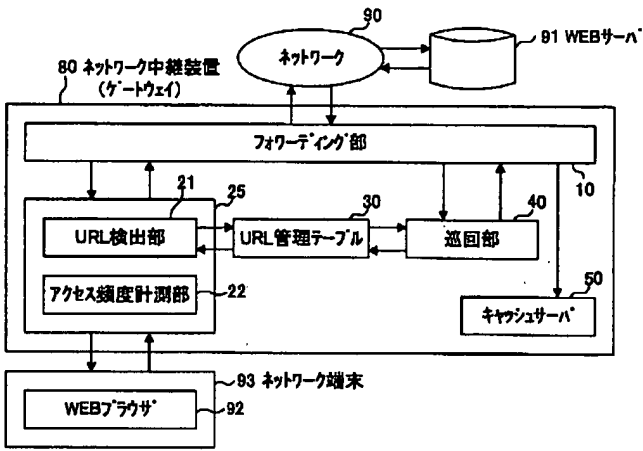 90
ネットワーク
91 WEBサーバ
80 ネットワーク中継装置
(ゲートウェイ)
フォワーディング部
10
21
25
30
40
URL検出部
URL管理テーブル
巡回部
アクセス頻度計測部
22
50
キャッシュサーバ
93 ネットワーク端末
WEBブラウザ
92